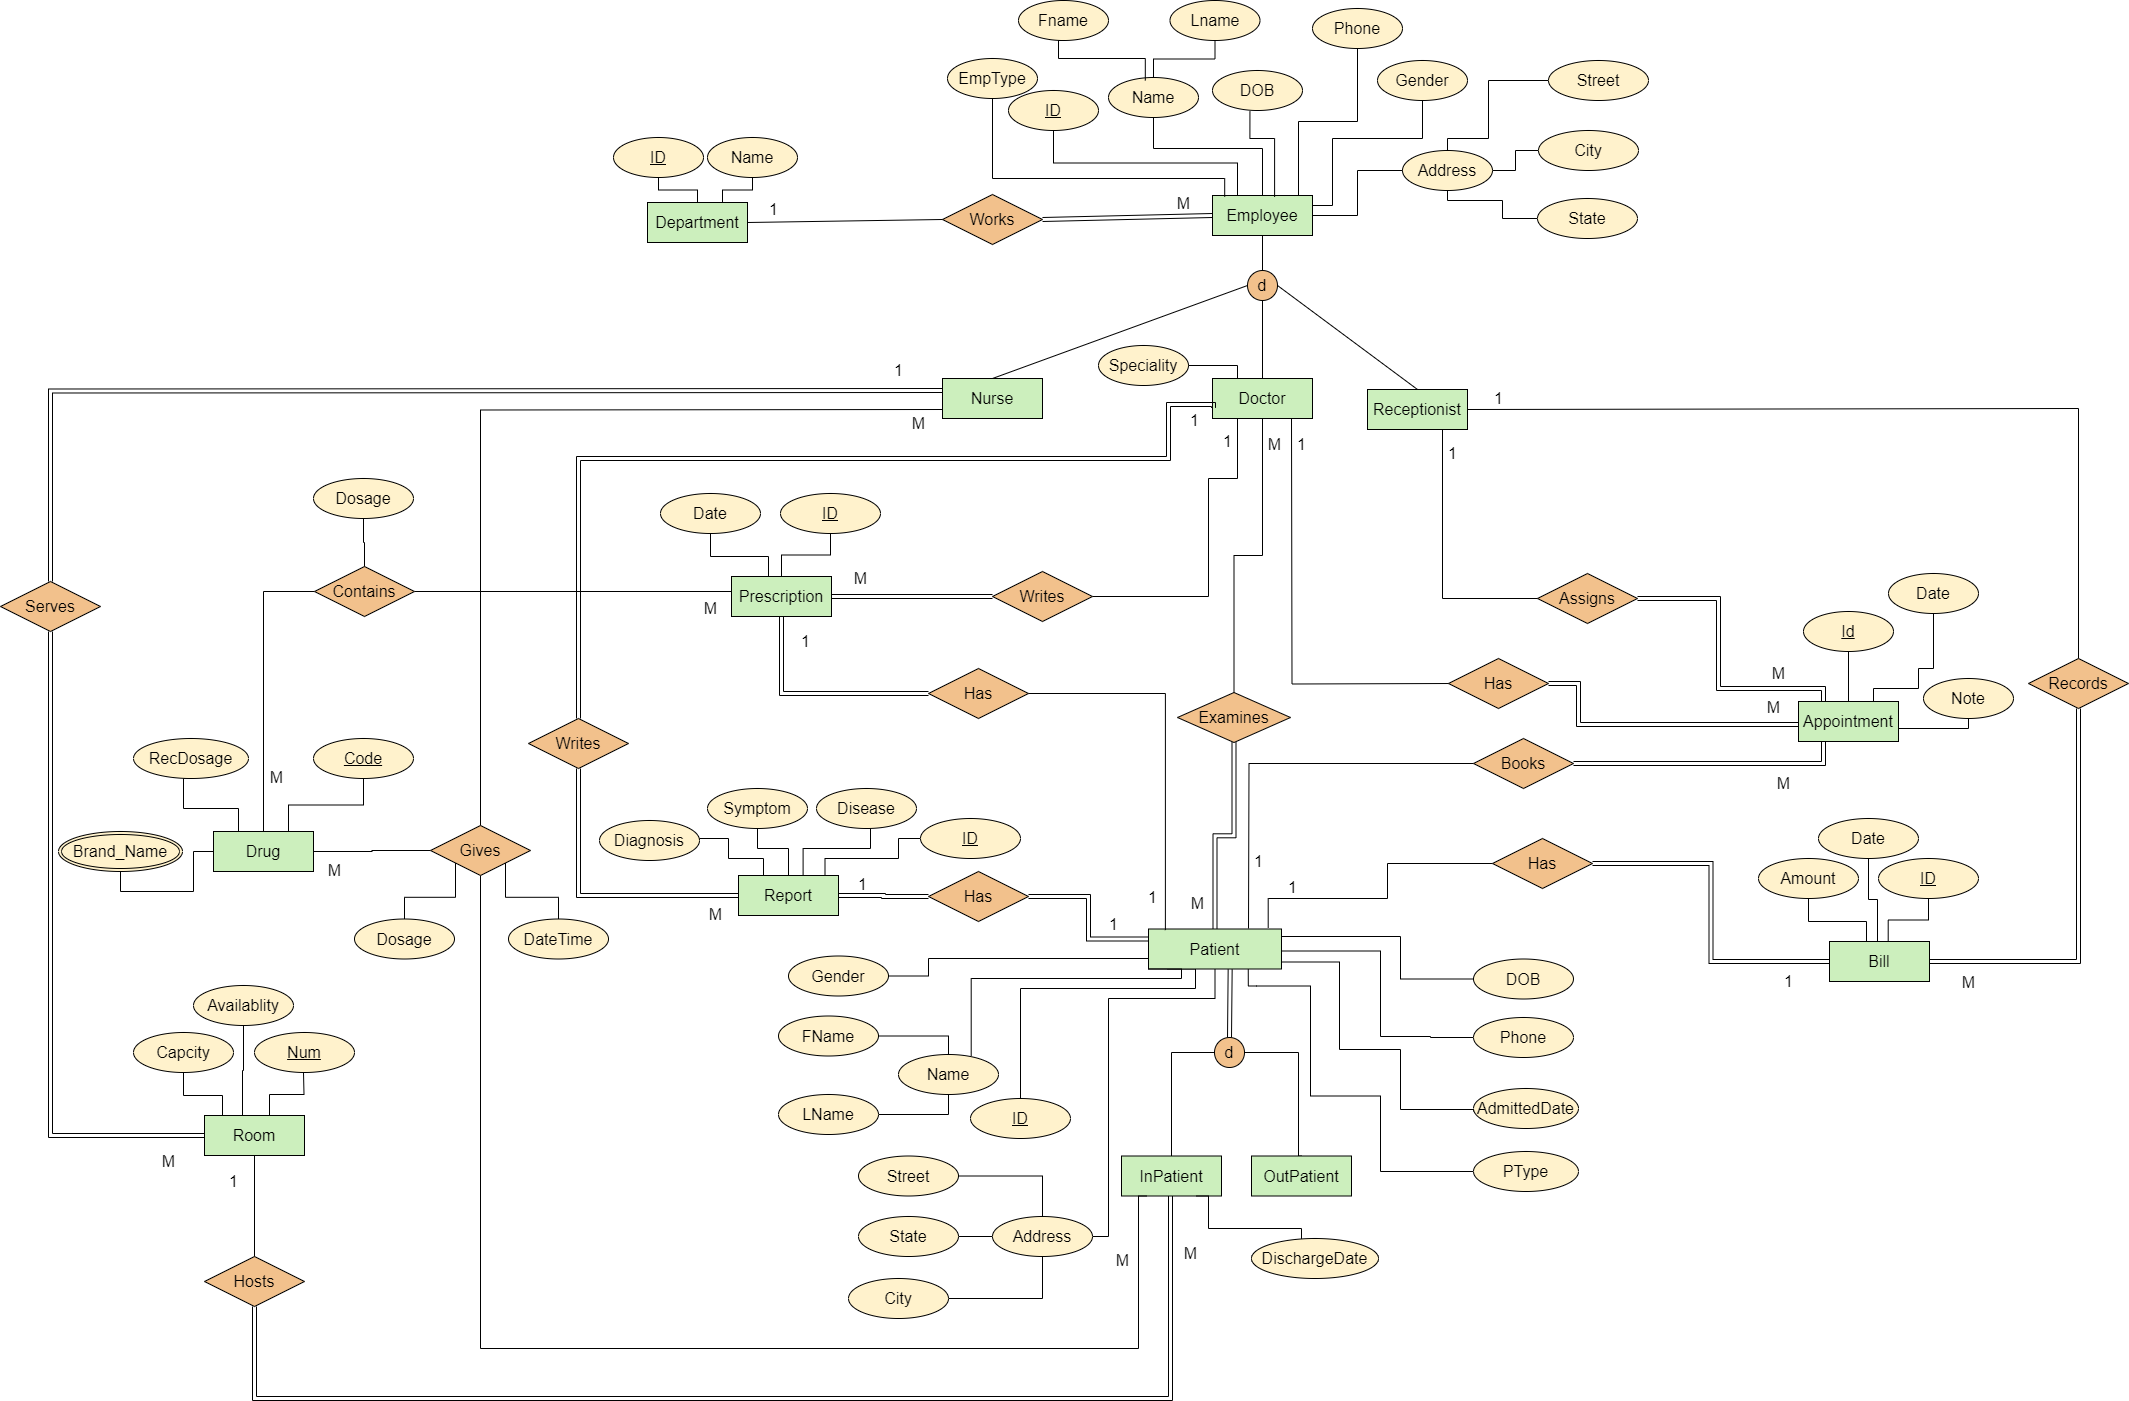 Fname
Lname
Phone
EmpType
ID
Name
DOB
Gender
Street
City
Address
State
ID
Name
Department
1
Works
M
Employee
d
1
Nurse
M
Speciality
Doctor
1
1
M
1
Receptionist
1
1
Dosage
Contains
Date
ID
Prescription
M
M
1
Writes
Serves
Assigns
Id
Date
Note
M
M
Appointment
M
Has
Records
Has
Examines
Books
Writes
RecDosage
Code
M
Brand_Name
Drug
M
Gives
Dosage
DateTime
Diagnosis
Symptom
Disease
ID
Report
M
1
Has
1
1
M
1
1
Patient
Has
Date
Amount
ID
Bill
1
M
Gender
FName
Name
LName
ID
DOB
Phone
AdmittedDate
PType
d
Availablity
Capcity
Num
Room
M
1
Hosts
InPatient
OutPatient
Street
State
Address
City
M
M
DischargeDate